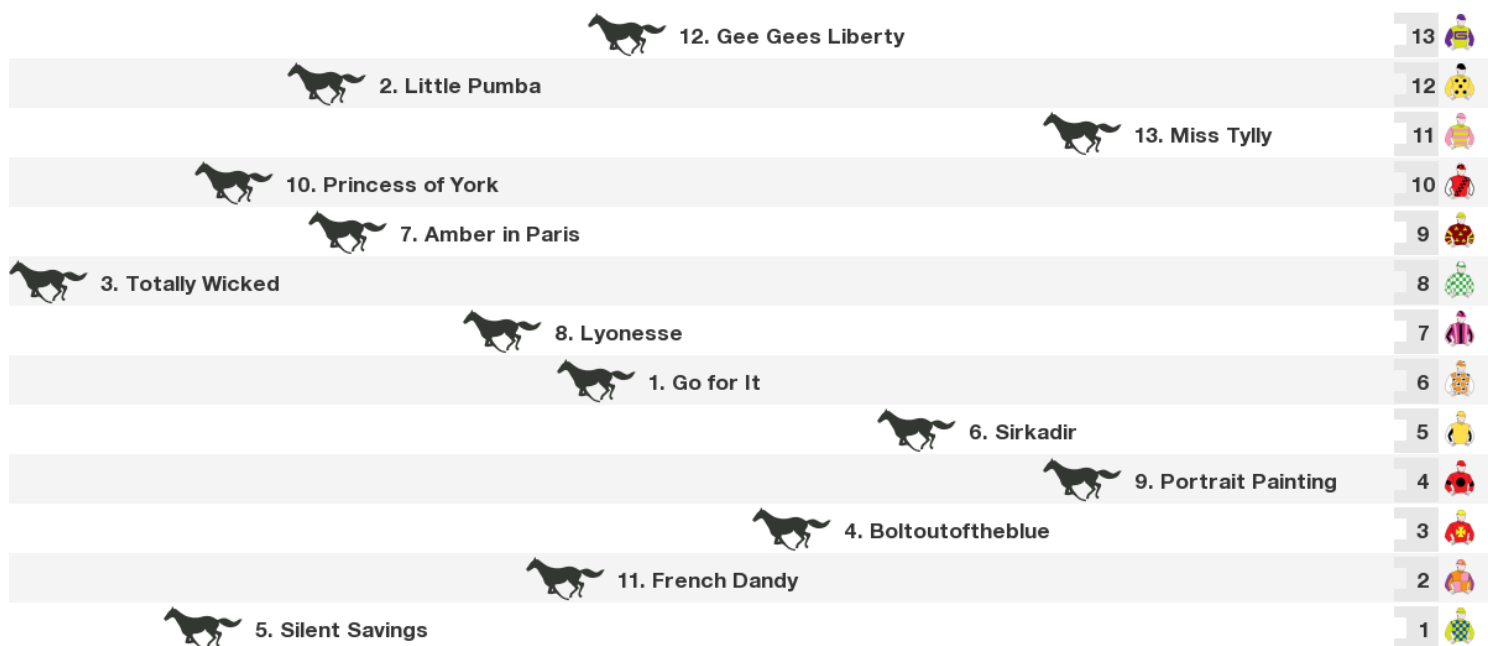 12. Gee Gees Liberty 13
2. Little Pumba 12
13. Miss Tylly 11
10. Princess of York 10
7. Amber in Paris 9
3. Totally Wicked 8
8. Lyonesse 7
1. Go for It 6
6. Sirkadir 5
9. Portrait Painting 4
4. Boltoutoftheblue 3
11. French Dandy 2
5. Silent Savings 1